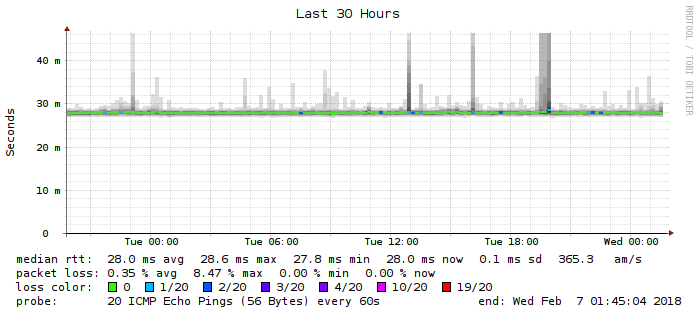 Last 30 Hours
RRDTOOL / TOBI OETIKER
Seconds
40 m
30 m
20 m
10 m
0
Tue 00:00 Tue 06:00 Tue 12:00 Tue 18:00 Wed 00:00
median rtt: 28.0 ms avg 28.6 ms max 27.8 ms min 28.0 ms now 0.1 ms sd 365.3 am/s
packet loss: 0.35 % avg 8.47 % max 0.00 % min 0.00 % now
loss color: 0 1/20 2/20 3/20 4/20 10/20 19/20
probe: 20 ICMP Echo Pings (56 Bytes) every 60s end: Wed Feb 7 01:45:04 2018